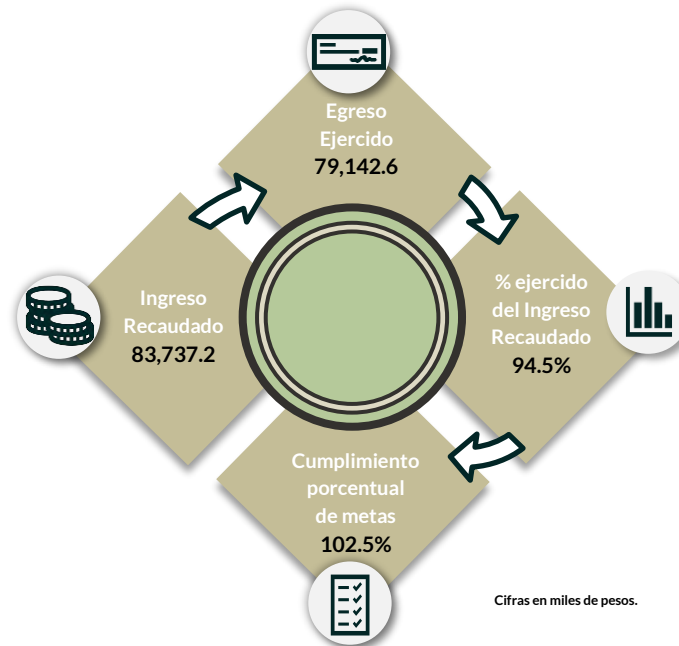 Egreso
Ejercido
79,142.6
Ingreso
Recaudado
83,737.2
% ejercido
del Ingreso
Recaudado
94.5%
Cumplimiento
porcentual
de metas
102.5%
Cifras en miles de pesos.